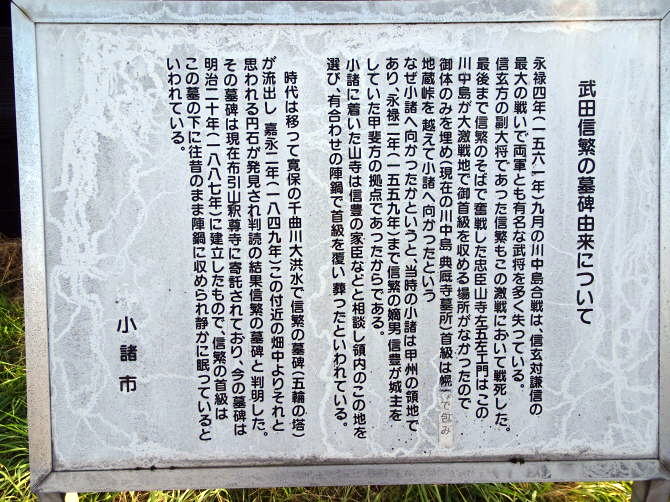 武田信繁の墓碑由来について
永禄四年(一五六一年)九月の川中島合戦は、信玄対謙信の
最大の戦いで両軍とも有名な武将を多く失っている。
信玄方の副大将であった信繁もこの激戦において戦死した。
最後まで信繁のそばで奮戦した忠臣山寺左五左ヱ門はこの
川中島が大激戦地で御首級を収める場所がなかったので
御体のみを埋め(現在の川中島典厩寺墓所)首級は幌で包み
地蔵峠を越えて小諸へ向かったという
なぜ小諸へ向かったかというと、当時の小諸は甲州の領地で
あり、永禄二年(一五五九年)まで信繁の嫡男信豊が城主を
していた甲斐方の拠点であったからである。
小諸に着いた山寺は信豊の家臣などと相談し領内のこの地を
選び、有合わせの陣鍋で首級を覆い葬ったといわれている。
時代は移つて寛保の千曲川大洪水で信繁の墓碑(五輪の塔)
が流出し嘉永二年(一八四九年)この付近の畑中よりそれと
思われる円石が発見され判読の結果信繁の墓碑と判明した。
その墓碑は現在布引山釈尊寺に寄託されており、今の墓碑は
明治二十年(一八八七年)に建立したもので、信繁の首級は
この墓の下に往昔のまま陣鍋に収められ静かに眠っていると
いわれている。
小諸市